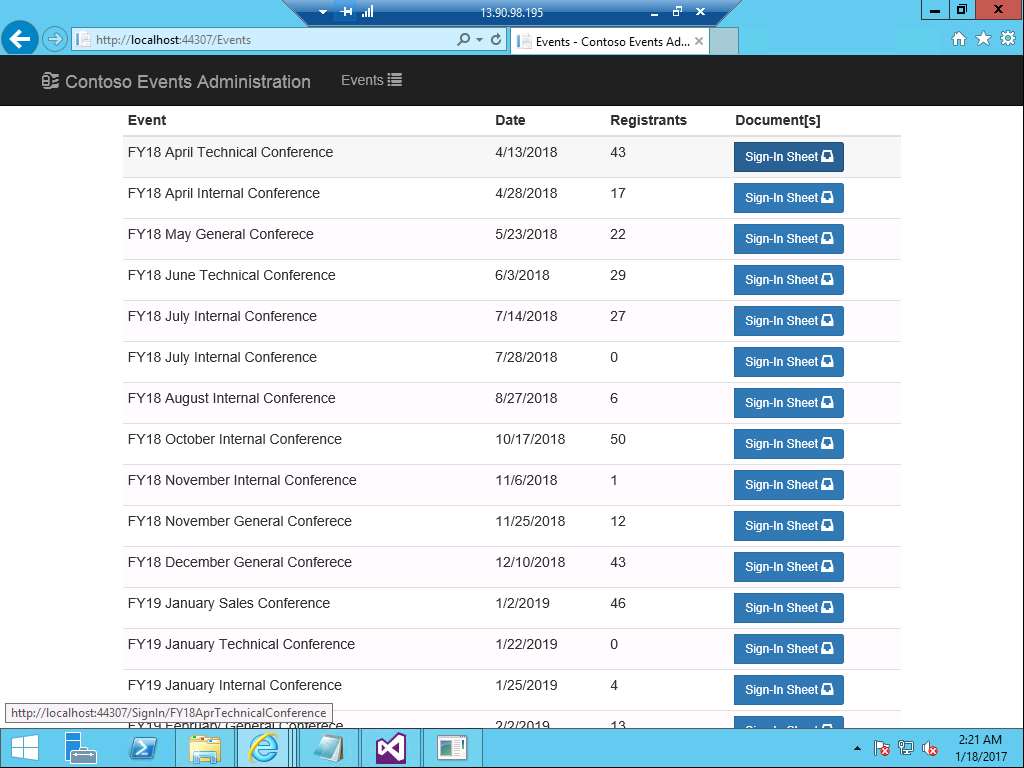 13.90.98.195
http://localhost:44307/Events
Events - Contoso Events Ad...
Contoso Events Administration Events
Event Date Registrants Document[s]
FY18 April Technical Conference 4/13/2018 43 Sign-In Sheet
FY18 April Internal Conference 4/28/2018 17 Sign-In Sheet
FY18 May General Conferece 5/23/2018 22 Sign-In Sheet
FY18 June Technical Conference 6/3/2018 29 Sign-In Sheet
FY18 July Internal Conference 7/14/2018 27 Sign-In Sheet
FY18 July Internal Conference 7/28/2018 0 Sign-In Sheet
FY18 August Internal Conference 8/27/2018 6 Sign-In Sheet
FY18 October Internal Conference 10/17/2018 50 Sign-In Sheet
FY18 November Internal Conference 11/6/2018 1 Sign-In Sheet
FY18 November General Conferece 11/25/2018 12 Sign-In Sheet
FY18 December General Conferece 12/10/2018 43 Sign-In Sheet
FY19 January Sales Conference 1/2/2019 46 Sign-In Sheet
FY19 January Technical Conference 1/22/2019 0 Sign-In Sheet
FY19 January Internal Conference 1/25/2019 4 Sign-In Sheet
http://localhost:44307/SignIn/FY18AprTechnicalConference
FY19 February General Conferece 2/2/2019 13 Sign-In Sheet
2:21 AM
1/18/2017